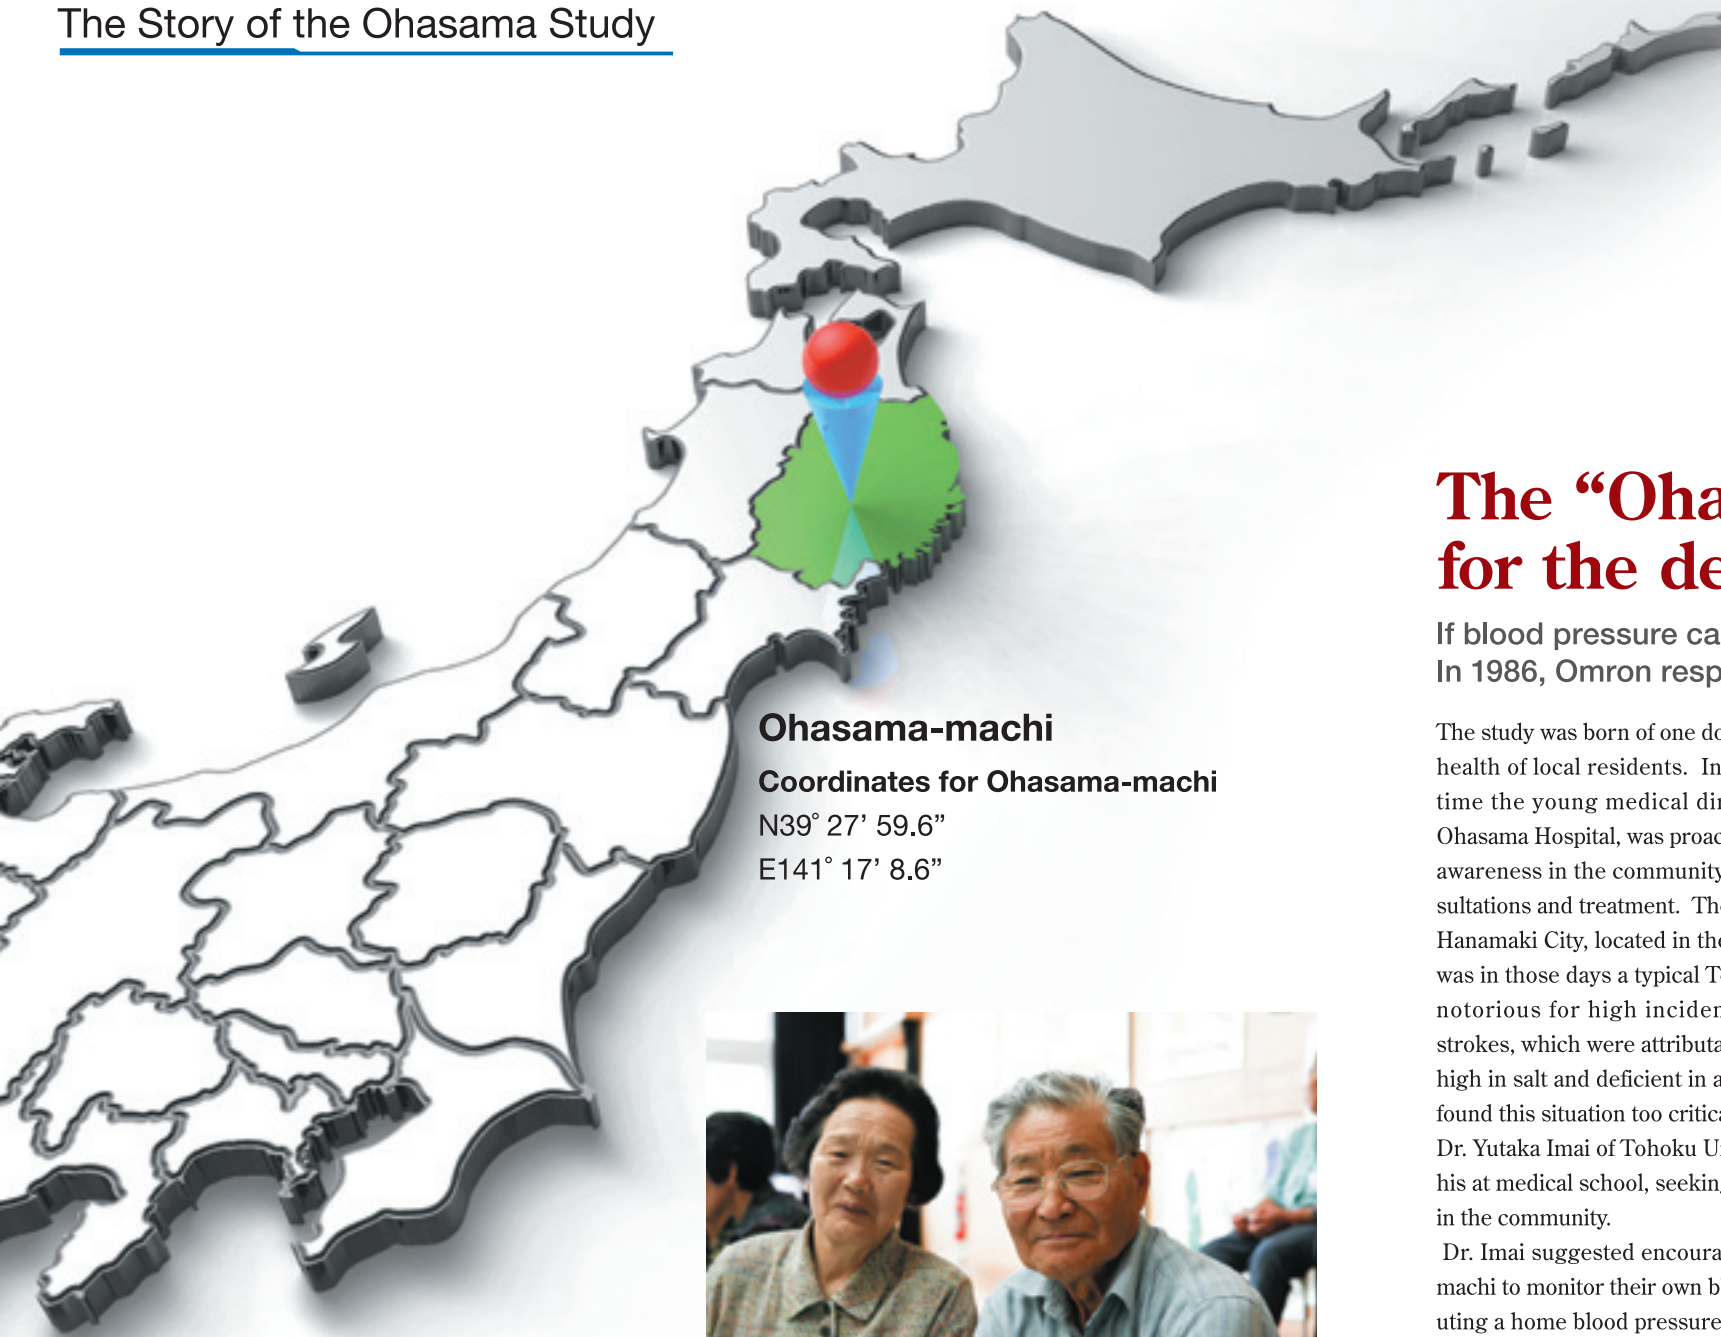 The Story of the Ohasama Study
Ohasama-machi
Coordinates for Ohasama-machi
N39° 27’ 59.6”
E141° 17’ 8.6”
The “Oha
for the de
If blood pressure ca
In 1986, Omron resp
The study was born of one do
health of local residents. In
time the young medical di
Ohasama Hospital, was proac
awareness in the community
sultations and treatment. Th
Hanamaki City, located in the
was in those days a typical T
notorious for high inciden
strokes, which were attributa
high in salt and deficient in a
found this situation too critica
Dr. Yutaka Imai of Tohoku U
his at medical school, seekin
in the community.
Dr. Imai suggested encoura
machi to monitor their own b
uting a home blood pressure